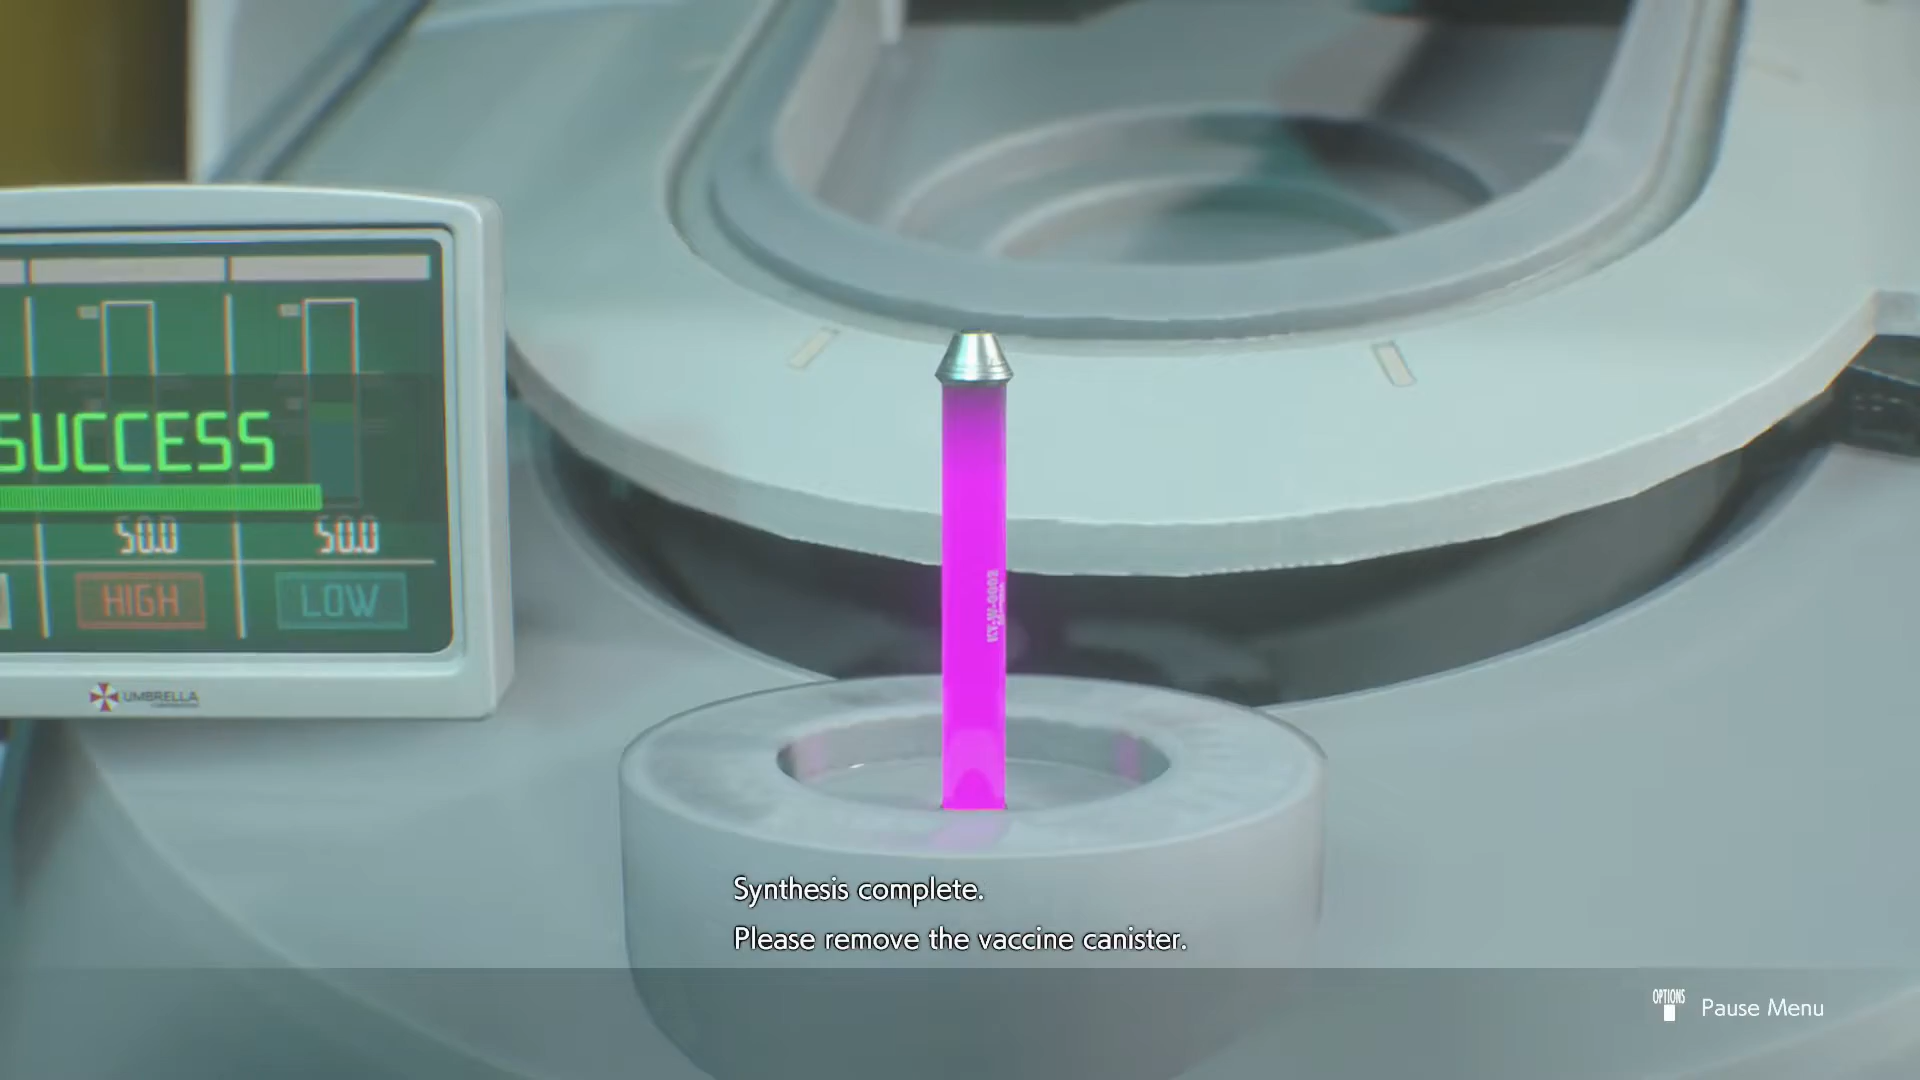 SUCCESS
50.0 50.0
HIGH LOW
UMBRELLA
Synthesis complete.
Please remove the vaccine canister.
OPTIONS
Pause Menu